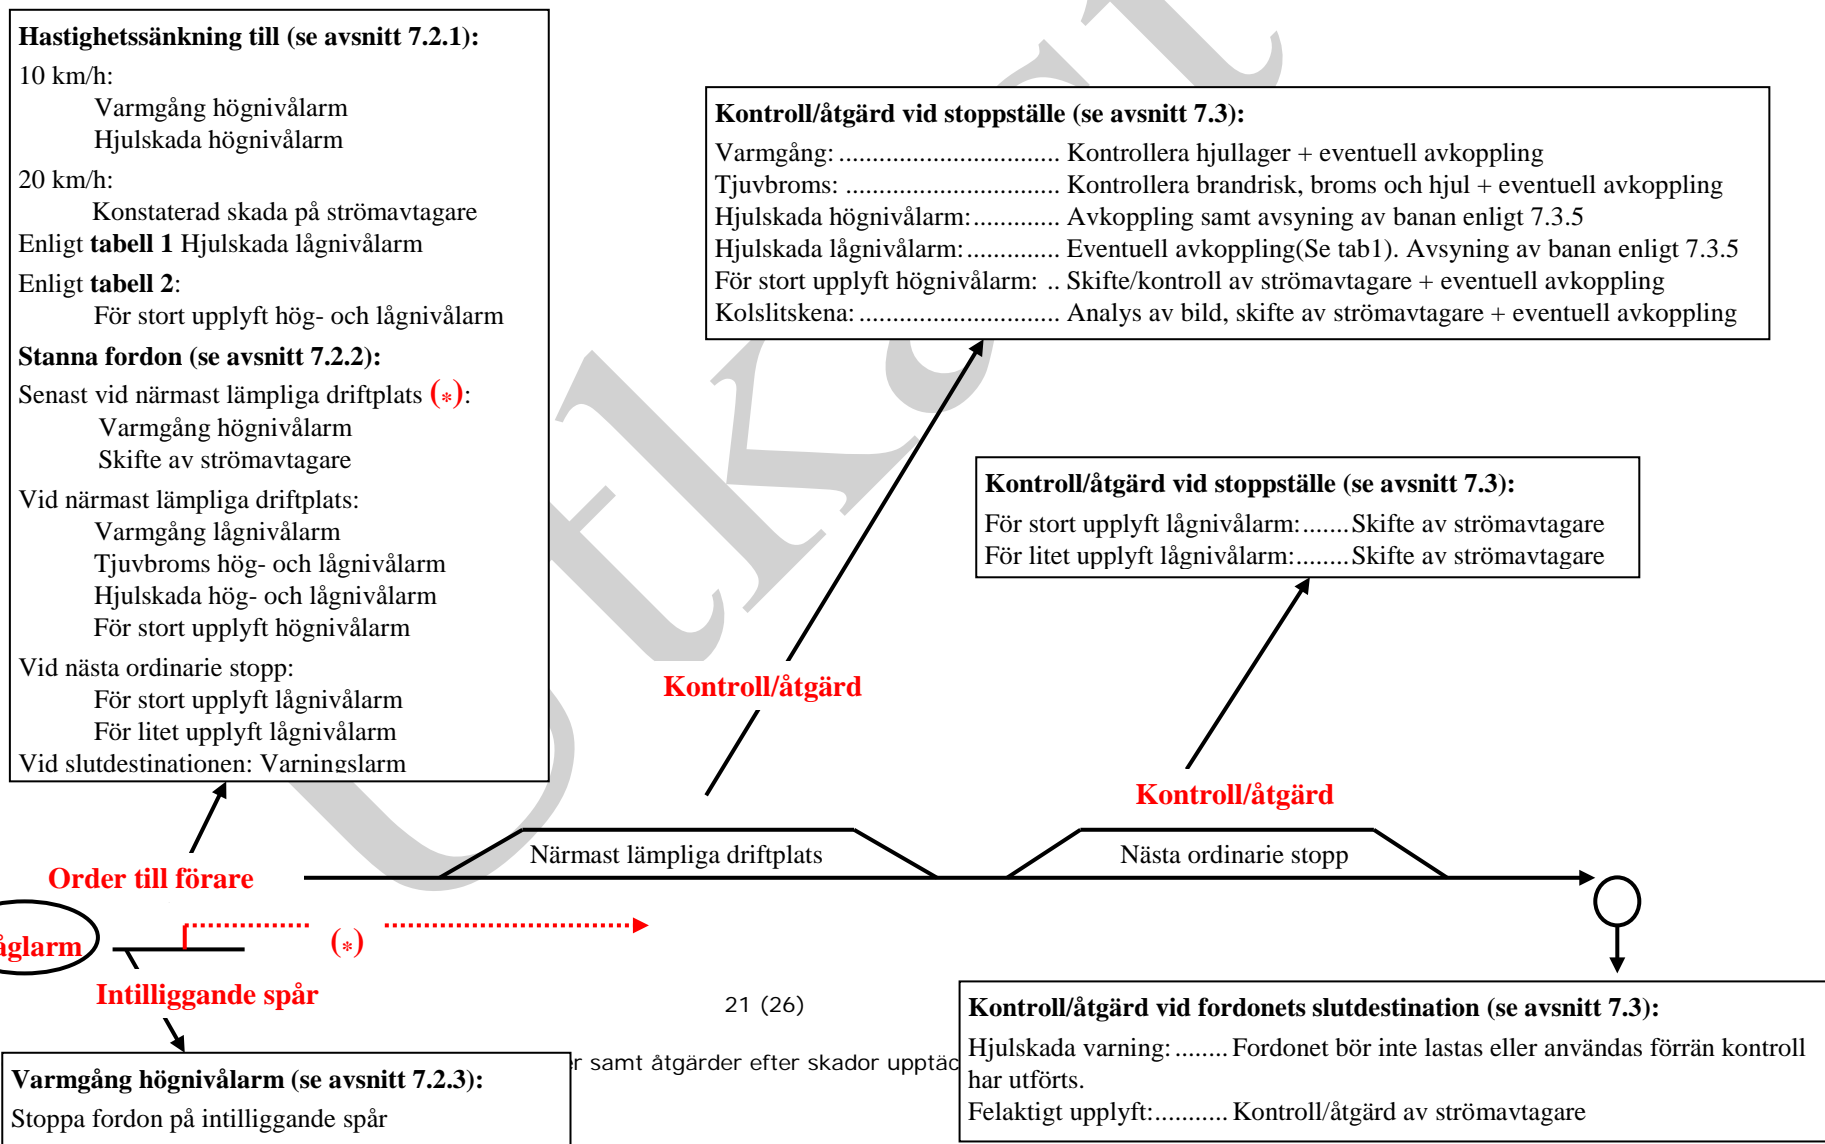 Hastighetssänkning till (se avsnitt 7.2.1):
10 km/h:
Varmgång högnivålarm
Hjulskada högnivålarm
20 km/h:
Konstaterad skada på strömavtagare
Enligt tabell 1 Hjulskada lågnivålarm
Enligt tabell 2:
För stort upplyft hög- och lågnivålarm
Stanna fordon (se avsnitt 7.2.2):
Senast vid närmast lämpliga driftplats (*):
Varmgång högnivålarm
Skifte av strömavtagare
Vid närmast lämpliga driftplats:
Varmgång lågnivålarm
Tjuvbroms hög- och lågnivålarm
Hjulskada hög- och lågnivålarm
För stort upplyft högnivålarm
Vid nästa ordinarie stopp:
För stort upplyft lågnivålarm
För litet upplyft lågnivålarm
Vid slutdestinationen: Varningslarm
Kontroll/åtgärd vid stoppställe (se avsnitt 7.3):
Varmgång: ................................. Kontrollera hjullager + eventuell avkoppling
Tjuvbroms: ................................ Kontrollera brandrisk, broms och hjul + eventuell avkoppling
Hjulskada högnivålarm:............. Avkoppling samt avsyning av banan enligt 7.3.5
Hjulskada lågnivålarm:.............. Eventuell avkoppling(Se tab1). Avsyning av banan enligt 7.3.5
För stort upplyft högnivålarm: .. Skifte/kontroll av strömavtagare + eventuell avkoppling
Kolslitskena: .............................. Analys av bild, skifte av strömavtagare + eventuell avkoppling
Kontroll/åtgärd vid stoppställe (se avsnitt 7.3):
För stort upplyft lågnivålarm:.......Skifte av strömavtagare
För litet upplyft lågnivålarm:........Skifte av strömavtagare
Kontroll/åtgärd
Kontroll/åtgärd
Närmast lämpliga driftplats
Nästa ordinarie stopp
Order till förare
åglarm
(*)
Intilliggande spår
Varmgång högnivålarm (se avsnitt 7.2.3):
Stoppa fordon på intilliggande spår
21 (26)
r samt åtgärder efter skador upptäc
Kontroll/åtgärd vid fordonets slutdestination (se avsnitt 7.3):
Hjulskada varning:........ Fordonet bör inte lastas eller användas förrän kontroll
har utförts.
Felaktigt upplyft:........... Kontroll/åtgärd av strömavtagare
Utkast